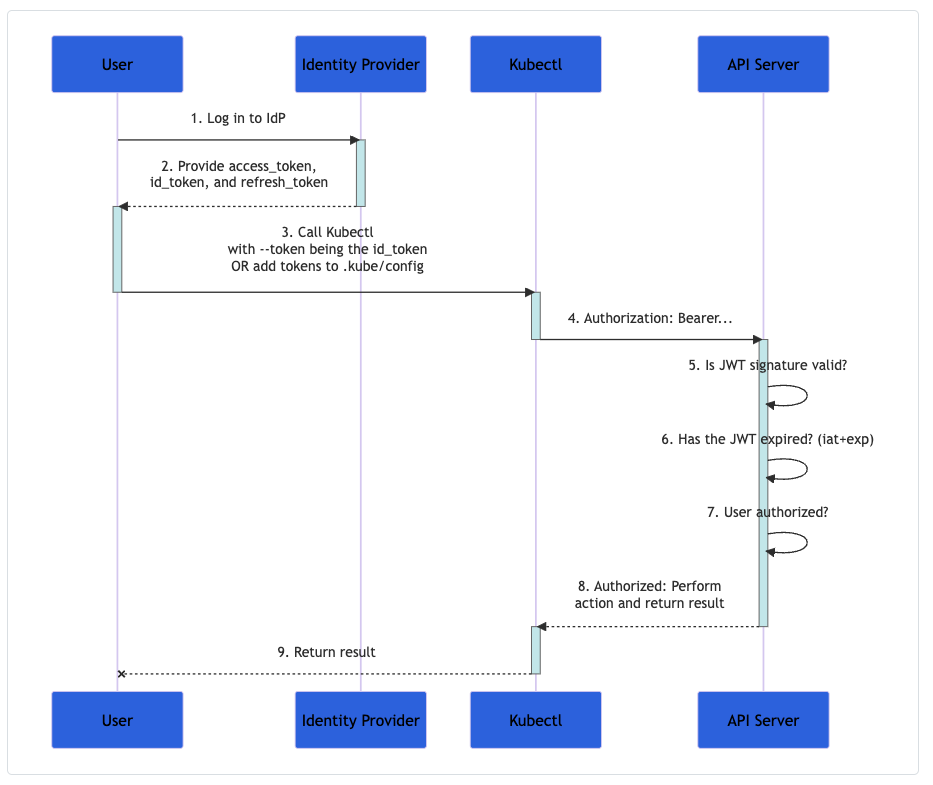 User
Identity Provider
Kubectl
API Server
1. Log in to IdP
2. Provide access_token,
id_token, and refresh_token
3. Call Kubectl
with --token being the id_token
OR add tokens to .kube/config
4. Authorization: Bearer...
5. Is JWT signature valid?
6. Has the JWT expired? (iat+exp)
7. User authorized?
8. Authorized: Perform
action and return result
9. Return result
User
Identity Provider
Kubectl
API Server